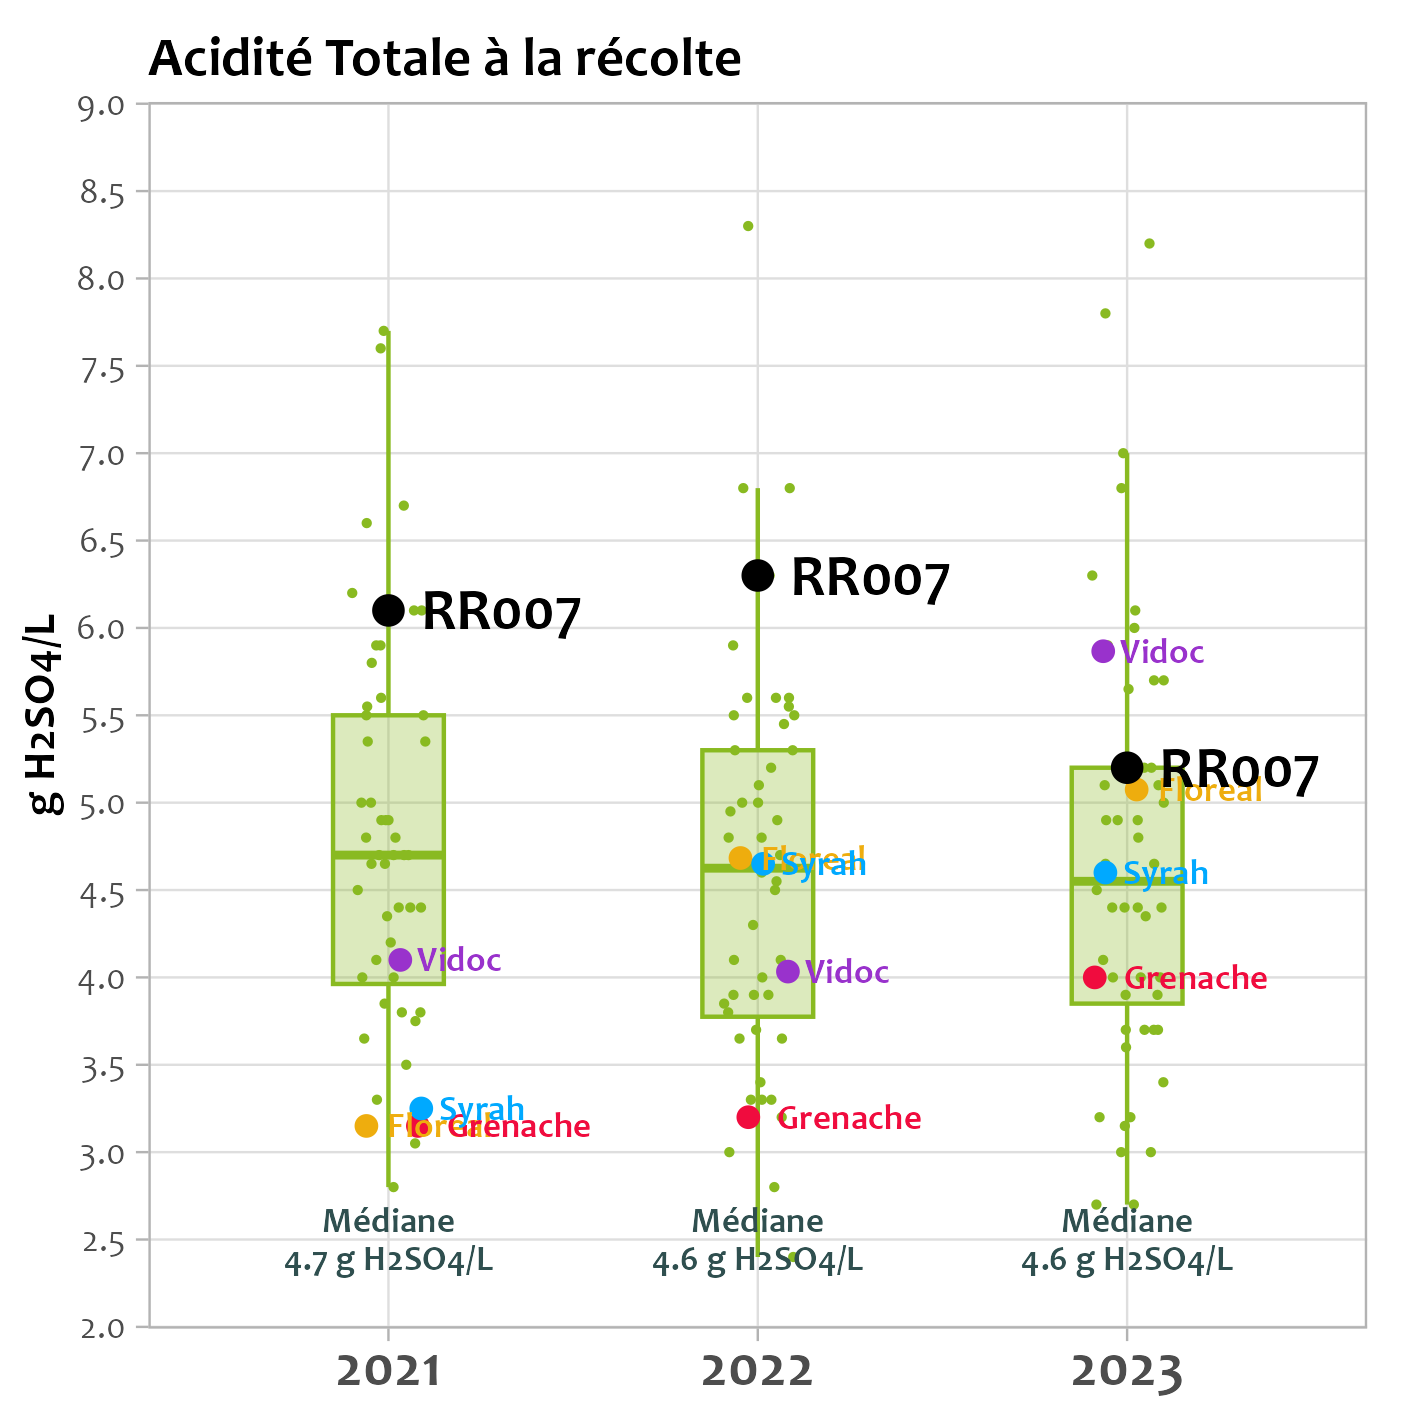 Acidité Totale à la récolte
g H2SO4/L
9.0
8.5
8.0
7.5
7.0
6.5
6.0
5.5
5.0
4.5
4.0
3.5
3.0
2.5
2.0
RR007
RR007
Vidoc
RR007
Floreal
Floreal
Syrah
Syrah
Vidoc
Vidoc
Grenache
Syrah
Floreal
Grenache
Grenache
Médiane
4.7 g H2SO4/L
Médiane
4.6 g H2SO4/L
Médiane
4.6 g H2SO4/L
2021
2022
2023